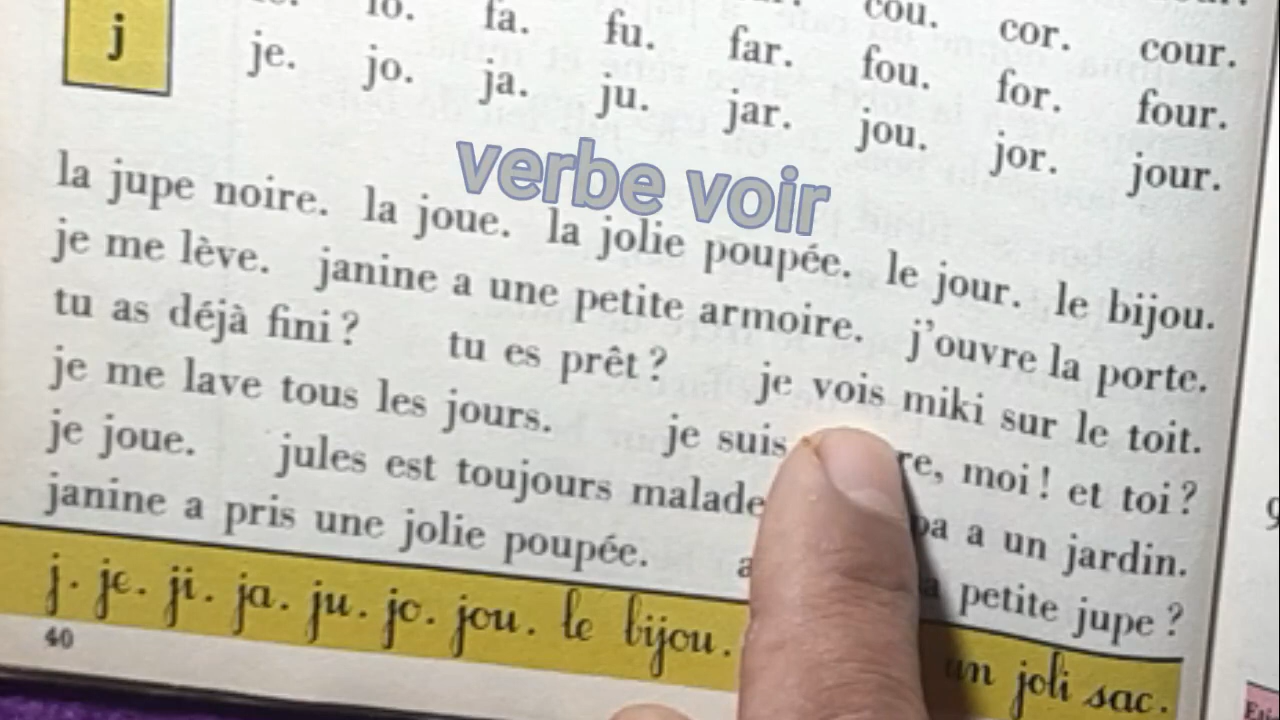 fa. fu. far. cou. cor. cour.
j je. jo. ja. ju. jar. fou. for. four.
jou. jor. jour.
verbe voir
la jupe noire. la joue. la jolie poupée. le jour. le bijou.
je me lève. janine a une petite armoire. j'ouvre la porte.
tu as déjà fini ? tu es prêt ? je vois miki sur le toit.
je me lave tous les jours. je suis re, moi ! et toi ?
je joue. jules est toujours malade pa a un jardin.
janine a pris une jolie poupée. a petite jupe ?
j. je. ji. ja. ju. jo. jou. le bijou. un joli sac.
40